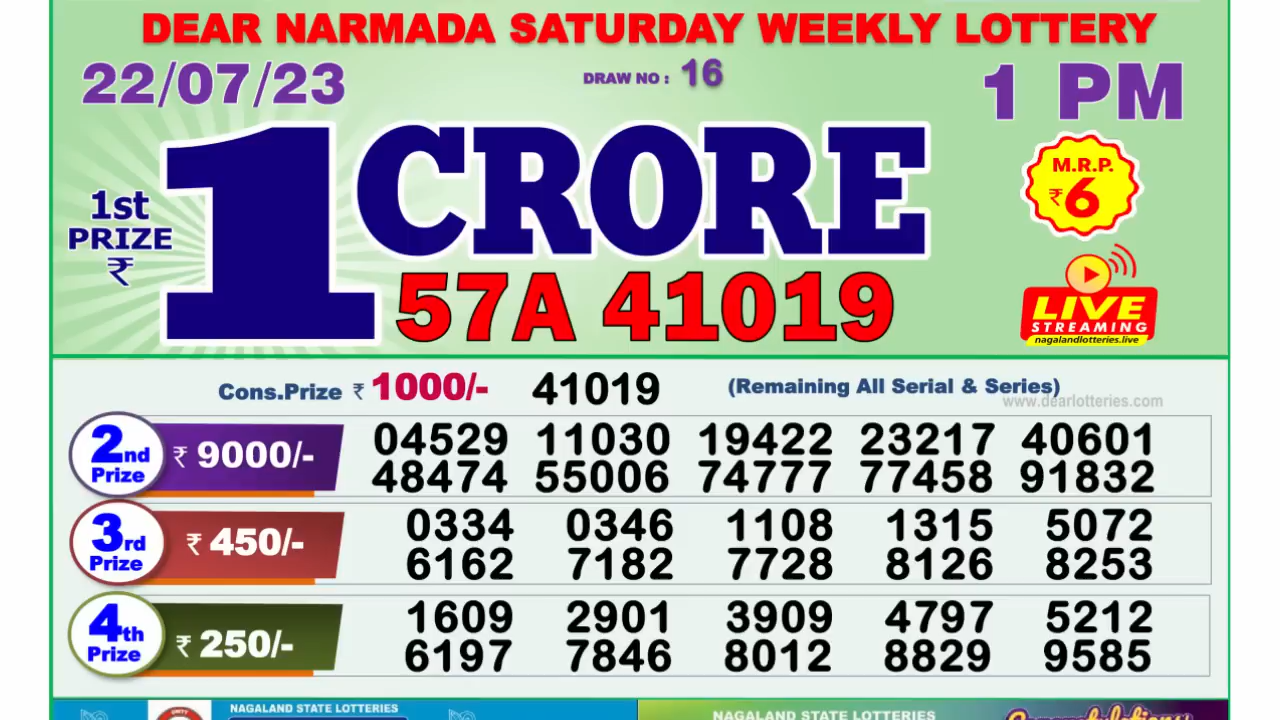 DEAR NARMADA SATURDAY WEEKLY LOTTERY
22/07/23
DRAW NO : 16
1 PM
1st
PRIZE
₹
1 CRORE
M.R.P.
₹6
57A 41019
LIVE
STREAMING
nagalandlotteries.live
Cons.Prize ₹ 1000/- 41019 (Remaining All Serial & Series)
www.dearlotteries.com
2nd
Prize
₹ 9000/-
04529 11030 19422 23217 40601
48474 55006 74777 77458 91832
3rd
Prize
₹ 450/-
0334 0346 1108 1315 5072
6162 7182 7728 8126 8253
4th
Prize
₹ 250/-
1609 2901 3909 4797 5212
6197 7846 8012 8829 9585
NAGALAND STATE LOTTERIES
NAGALAND STATE LOTTERIES
Congratulations